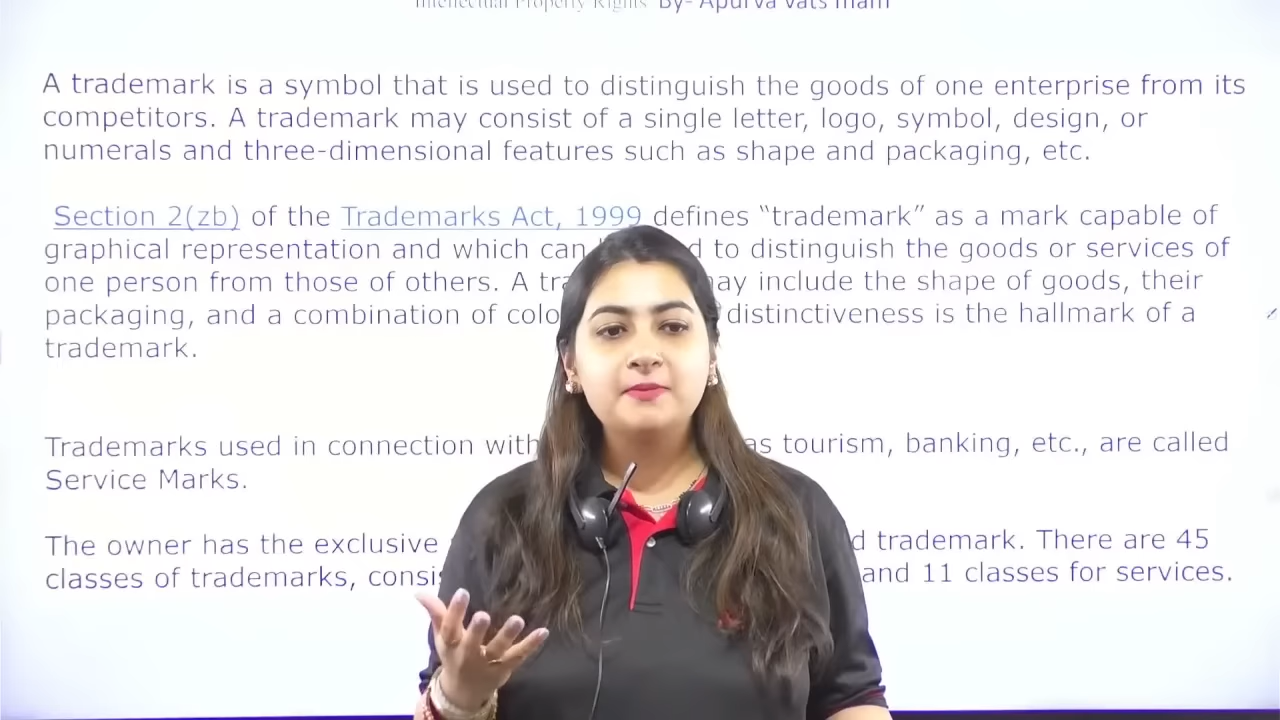 Intellectual Property Rights By- Apurva Vats mam
A trademark is a symbol that is used to distinguish the goods of one enterprise from its
competitors. A trademark may consist of a single letter, logo, symbol, design, or
numerals and three-dimensional features such as shape and packaging, etc.
Section 2(zb) of the Trademarks Act, 1999 defines “trademark” as a mark capable of
graphical representation and which can to distinguish the goods or services of
one person from those of others. A may include the shape of goods, their
packaging, and a combination of distinctiveness is the hallmark of a
trademark.
Trademarks used in connection with as tourism, banking, etc., are called
Service Marks.
The owner has the exclusive trademark. There are 45
classes of trademarks, and 11 classes for services.